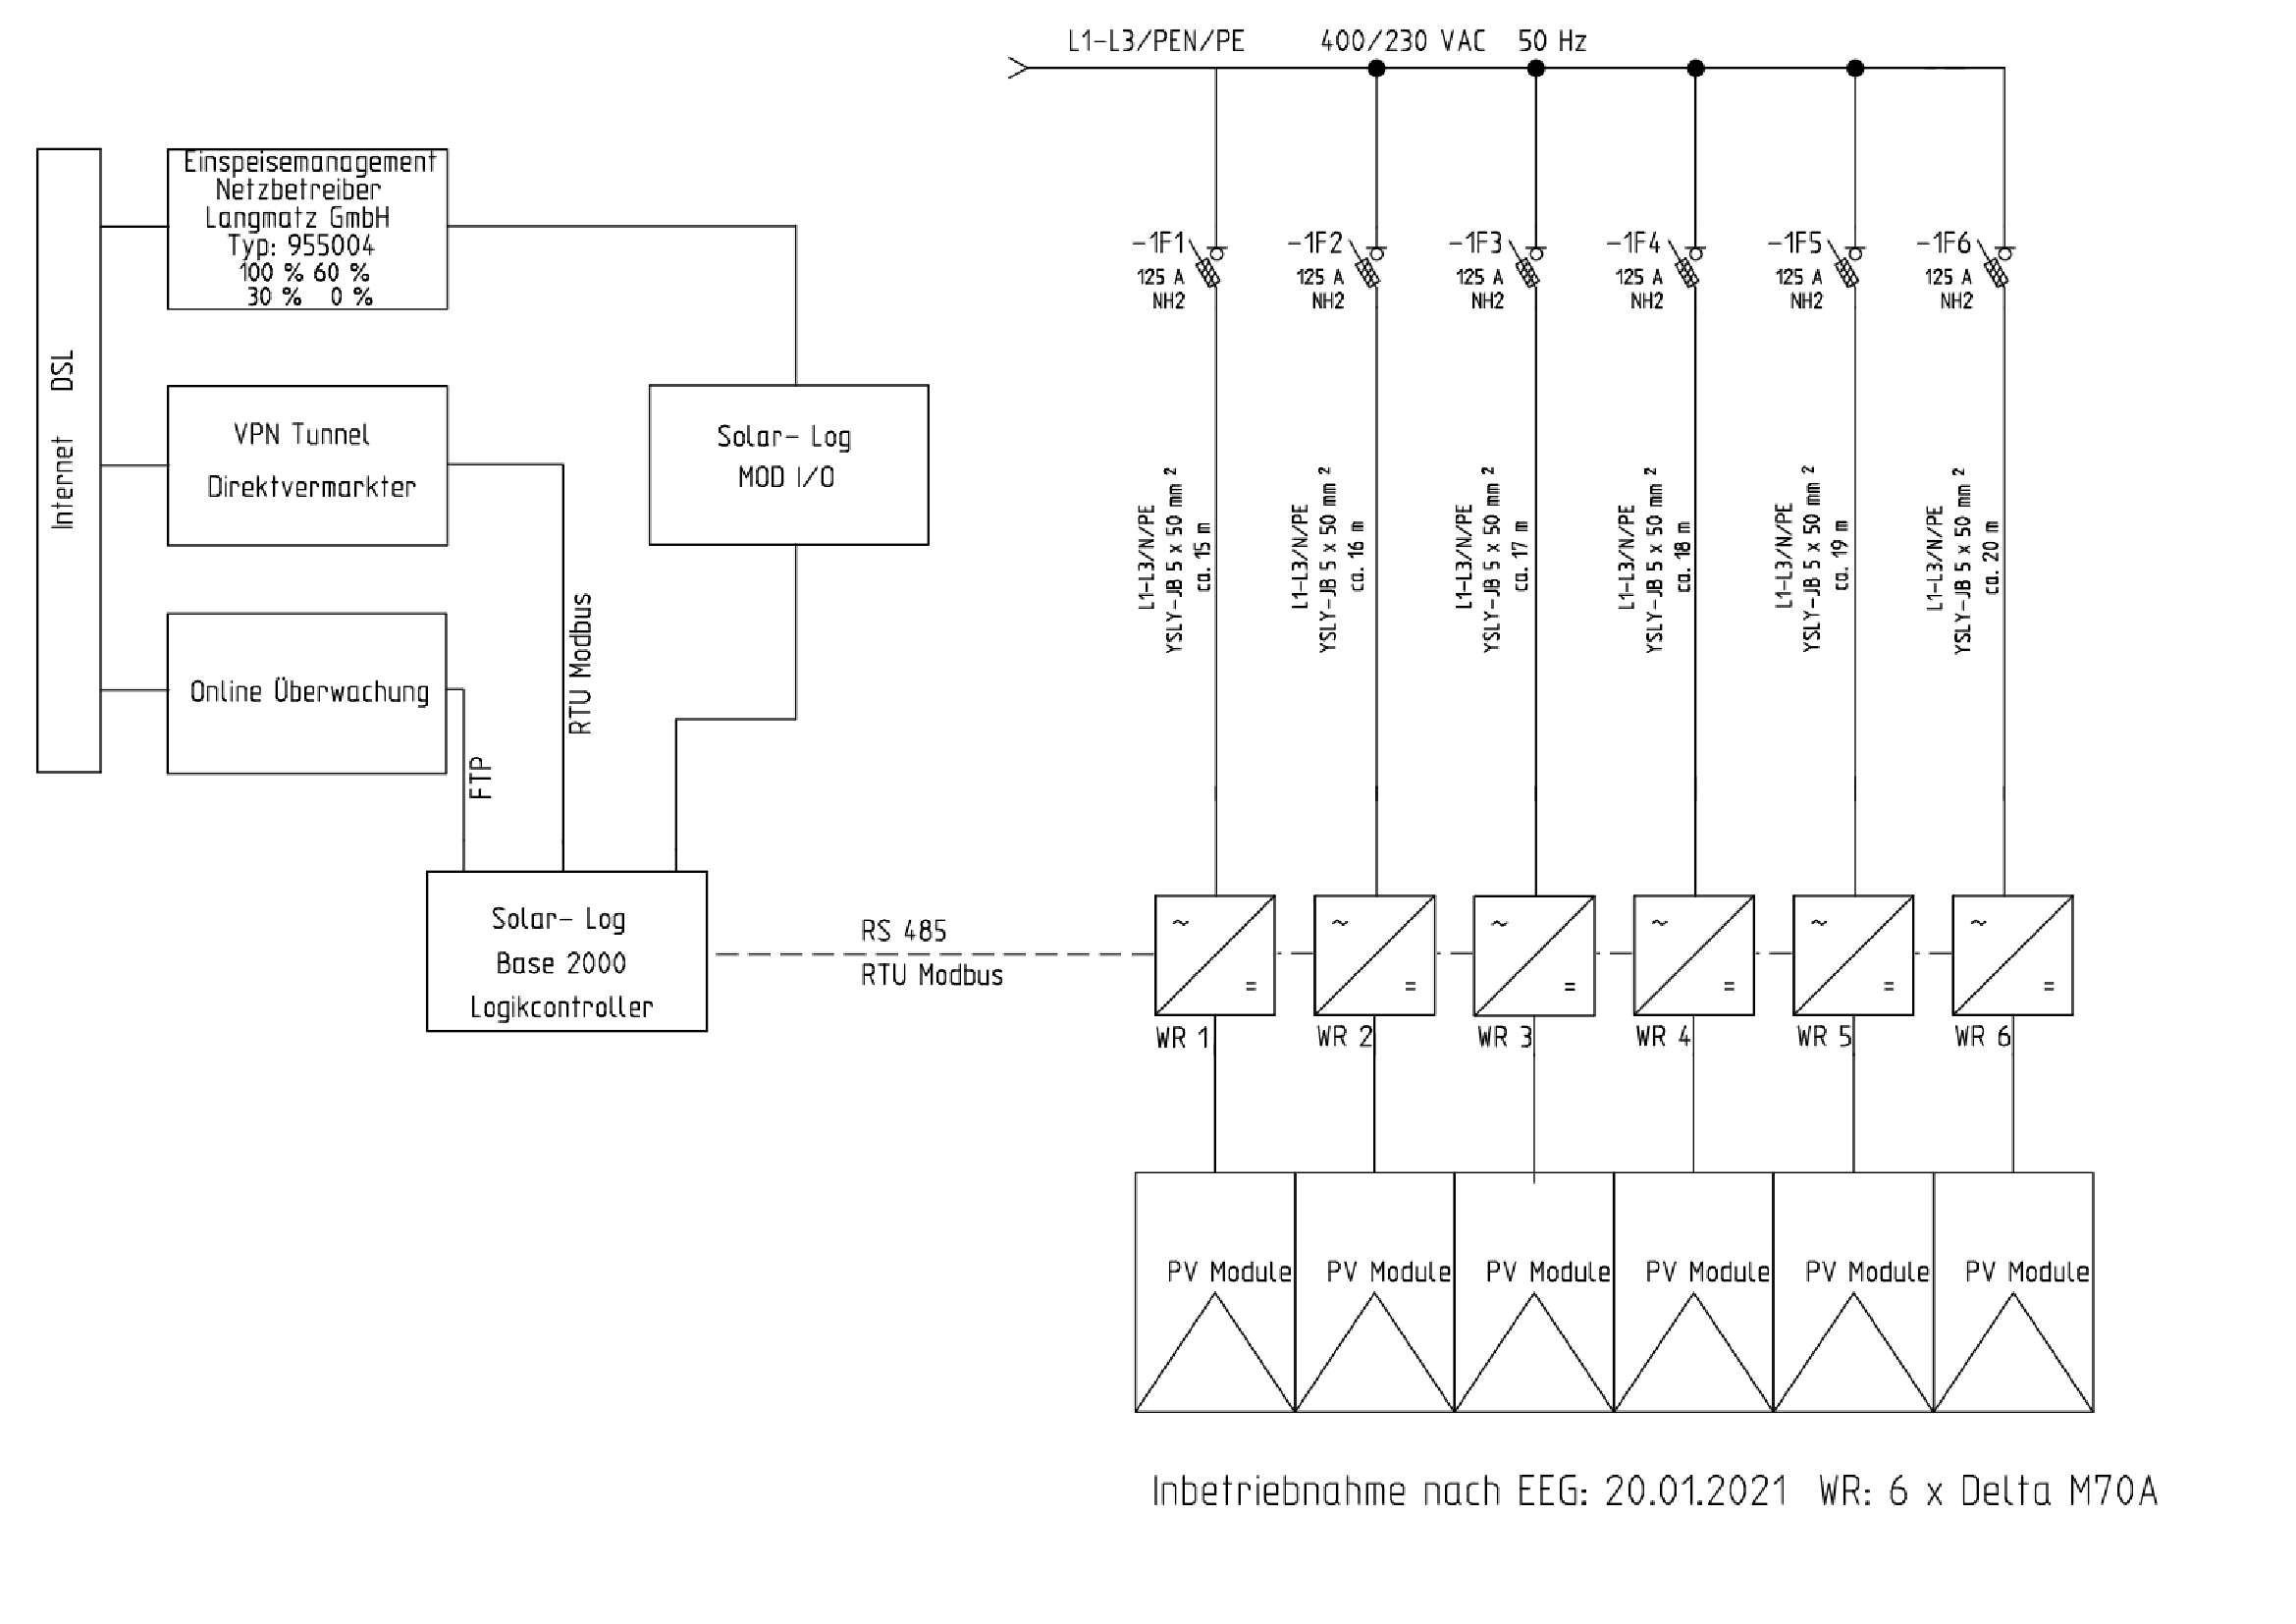 L1-L3/PEN/PE 400/230 VAC 50 Hz
Einspeisemanagement
Netzbetreiber
Langmatz GmbH
Typ: 955004
100 % 60 %
30 % 0 %
Internet DSL
VPN Tunnel
Direktvermarkter
Online Überwachung
FTP
RTU Modbus
Solar- Log
MOD I/O
Solar- Log
Base 2000
Logikcontroller
RS 485
RTU Modbus
-1F1
125 A
NH2
-1F2
125 A
NH2
-1F3
125 A
NH2
-1F4
125 A
NH2
-1F5
125 A
NH2
-1F6
125 A
NH2
L1-L3/N/PE
YSLY-JB 5 x 50 mm ²
ca. 15 m
L1-L3/N/PE
YSLY-JB 5 x 50 mm ²
ca. 16 m
L1-L3/N/PE
YSLY-JB 5 x 50 mm ²
ca. 17 m
L1-L3/N/PE
YSLY-JB 5 x 50 mm ²
ca. 18 m
L1-L3/N/PE
YSLY-JB 5 x 50 mm ²
ca. 19 m
L1-L3/N/PE
YSLY-JB 5 x 50 mm ²
ca. 20 m
~ =
~ =
~ =
~ =
~ =
~ =
WR 1
WR 2
WR 3
WR 4
WR 5
WR 6
PV Module
PV Module
PV Module
PV Module
PV Module
PV Module
Inbetriebnahme nach EEG: 20.01.2021 WR: 6 x Delta M70A